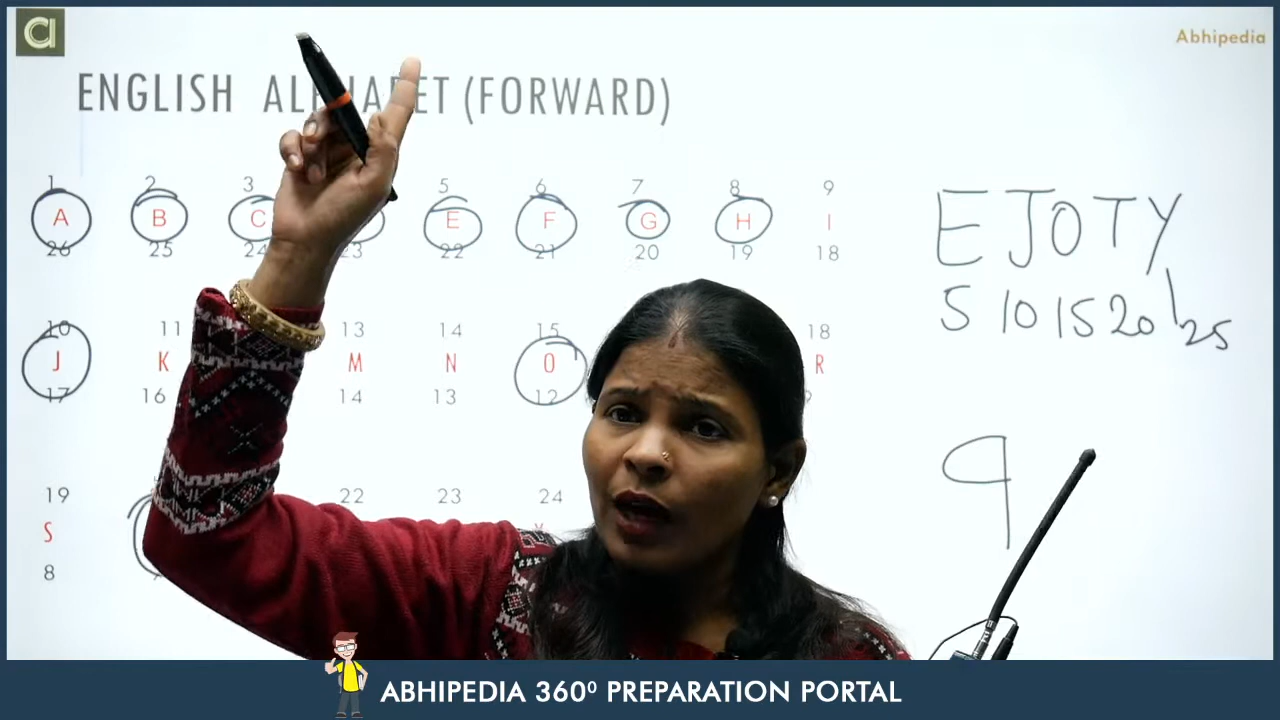 Abhipedia
ENGLISH ALPHABET (FORWARD)
1 2 3 5 6 7 8 9
A B C E F G H I
26 25 24 23 22 21 20 19 18
EJOTY
5 10 15 20 25
10 11 13 14 15 18
J K M N O R
17 16 14 13 12
9
19 22 23 24
S
8
ABHIPEDIA 360⁰ PREPARATION PORTAL